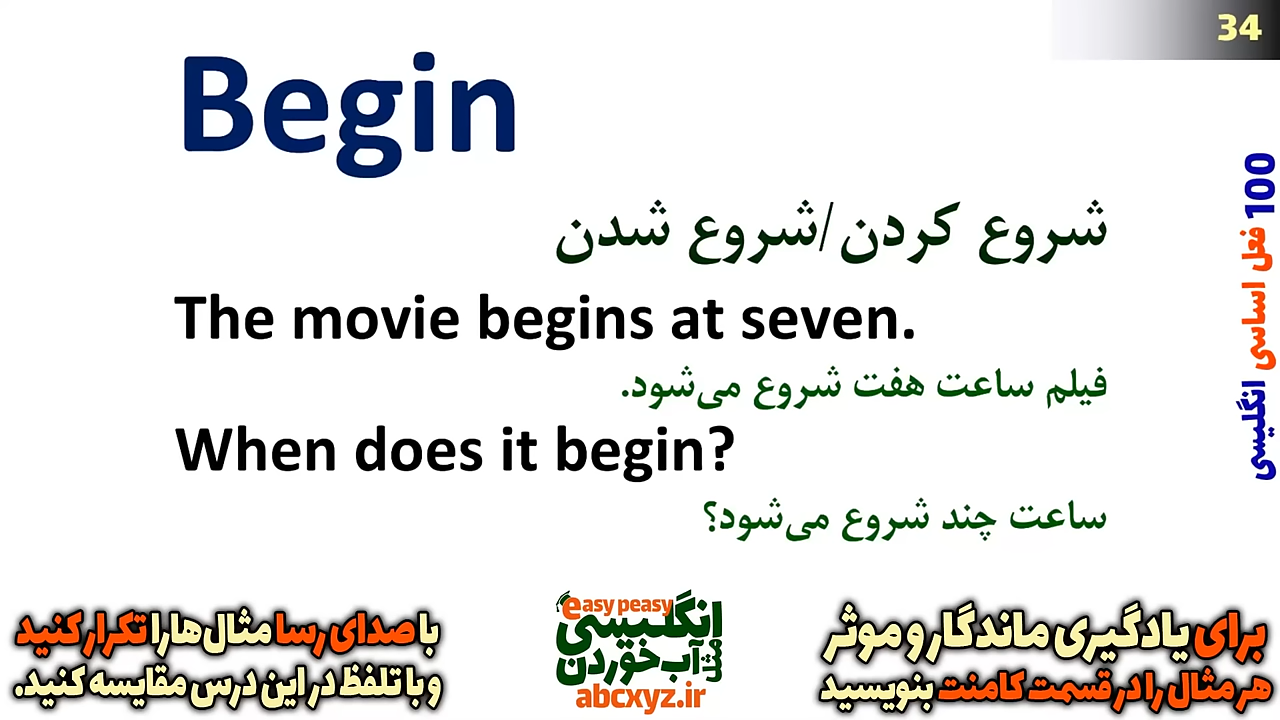 34
Begin
شروع کردن/شروع شدن
The movie begins at seven.
فیلم ساعت هفت شروع می‌شود.
When does it begin?
ساعت چند شروع می‌شود؟
100 فعل اساسی انگلیسی
برای یادگیری ماندگار و موثر
هر مثال را در قسمت کامنت بنویسید
easy peasy
انگلیسی
مثل آب خوردن
abcxyz.ir
با صدای رسا مثال‌ها را تکرار کنید
و با تلفظ در این درس مقایسه کنید.